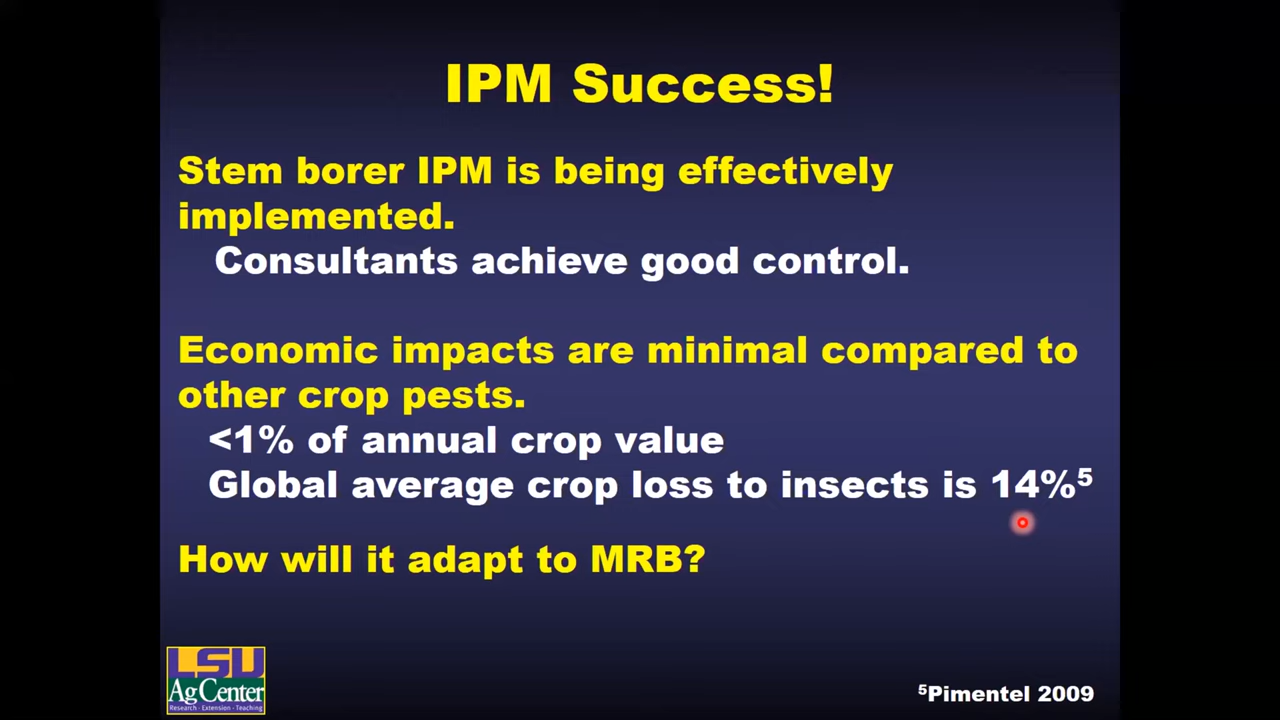 IPM Success!
Stem borer IPM is being effectively
implemented.
Consultants achieve good control.
Economic impacts are minimal compared to
other crop pests.
<1% of annual crop value
Global average crop loss to insects is 14%⁵
How will it adapt to MRB?
LSU
AgCenter
Research - Extension - Teaching
⁵Pimentel 2009